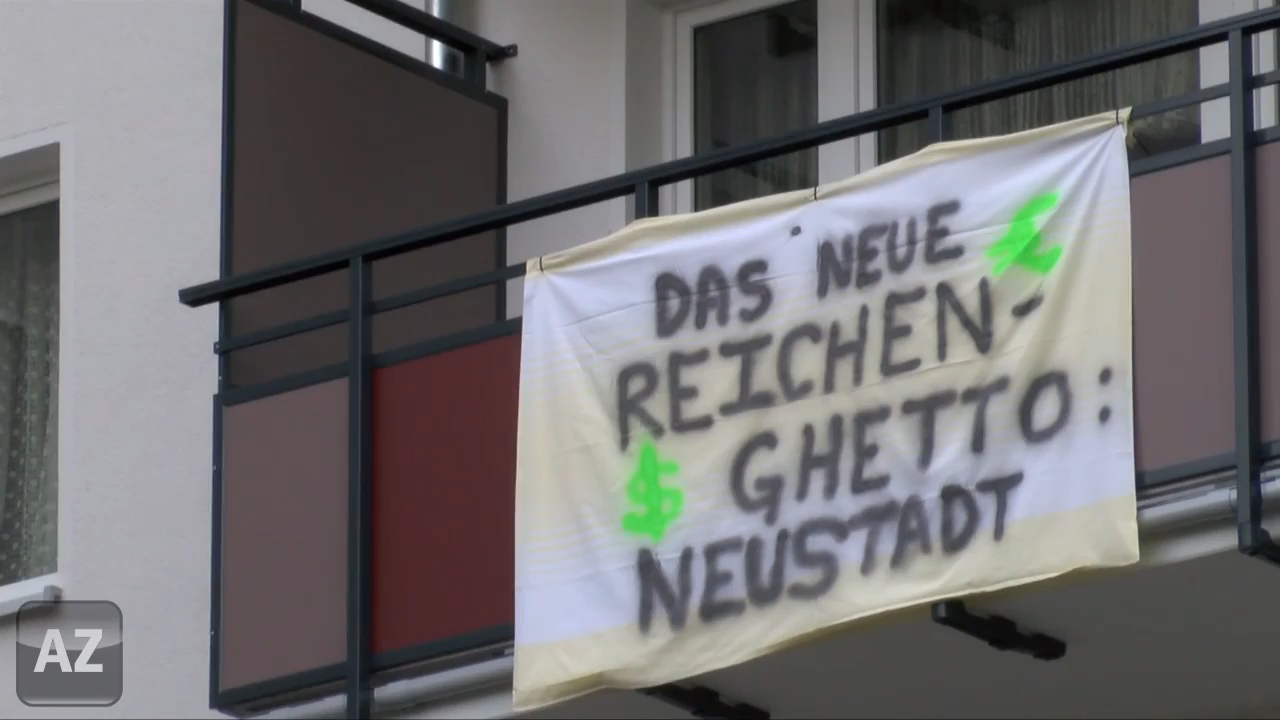 DAS NEUE £
REICHEN-
$ GHETTO:
NEUSTADT
AZ